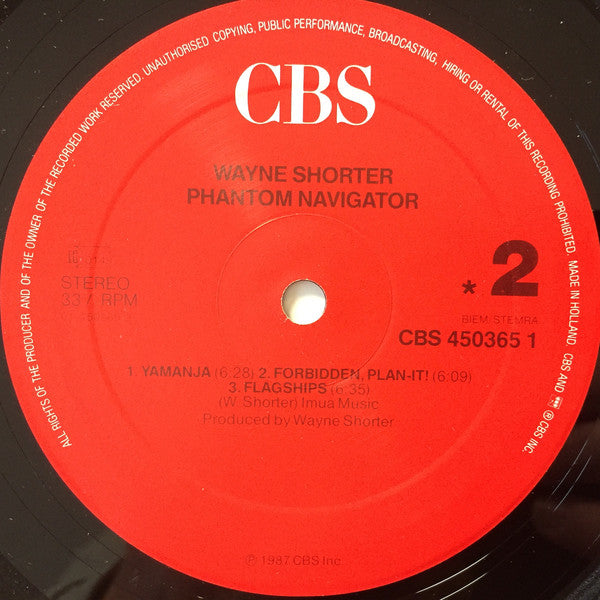 ALL RIGHTS OF THE PRODUCER AND OF THE OWNER OF THE RECORDED WORK RESERVED. UNAUTHORISED COPYING, PUBLIC PERFORMANCE, BROADCASTING, HIRING OR RENTAL OF THIS RECORDING PROHIBITED. MADE IN HOLLAND. CBS AND ® © CBS INC.
CBS
WAYNE SHORTER
PHANTOM NAVIGATOR
STEREO
RPM
* 2
BIEM STEMRA
CBS 450365 1
1. YAMANJA (6:28) 2. FORBIDDEN, PLAN-IT! (6:09)
3. FLAGSHIPS (6:35)
(W. Shorter) Imua Music
Produced by Wayne Shorter
℗ 1987 CBS Inc